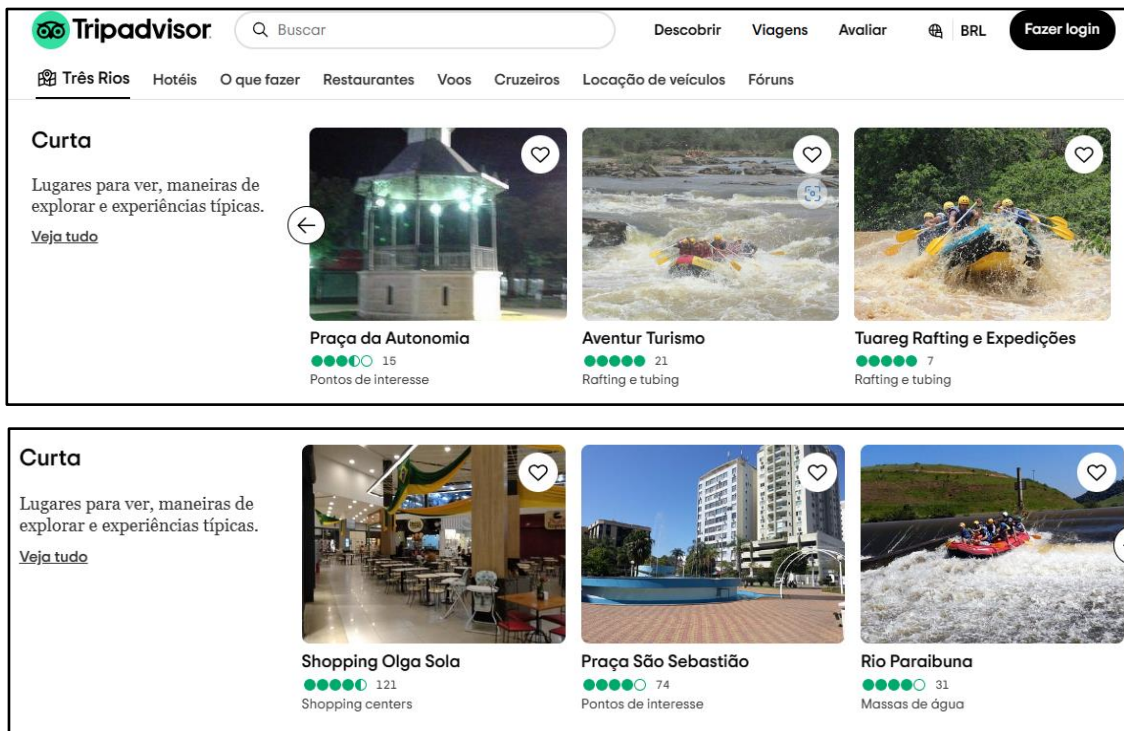 Tripadvisor
Buscar
Descobrir Viagens Avaliar BRL Fazer login
Três Rios Hotéis O que fazer Restaurantes Voos Cruzeiros Locação de veículos Fóruns
Curta
Lugares para ver, maneiras de
explorar e experiências típicas.
Veja tudo
Praça da Autonomia
15
Pontos de interesse
Aventur Turismo
21
Rafting e tubing
Tuareg Rafting e Expedições
7
Rafting e tubing
Curta
Lugares para ver, maneiras de
explorar e experiências típicas.
Veja tudo
Shopping Olga Sola
121
Shopping centers
Praça São Sebastião
74
Pontos de interesse
Rio Paraibuna
31
Massas de água